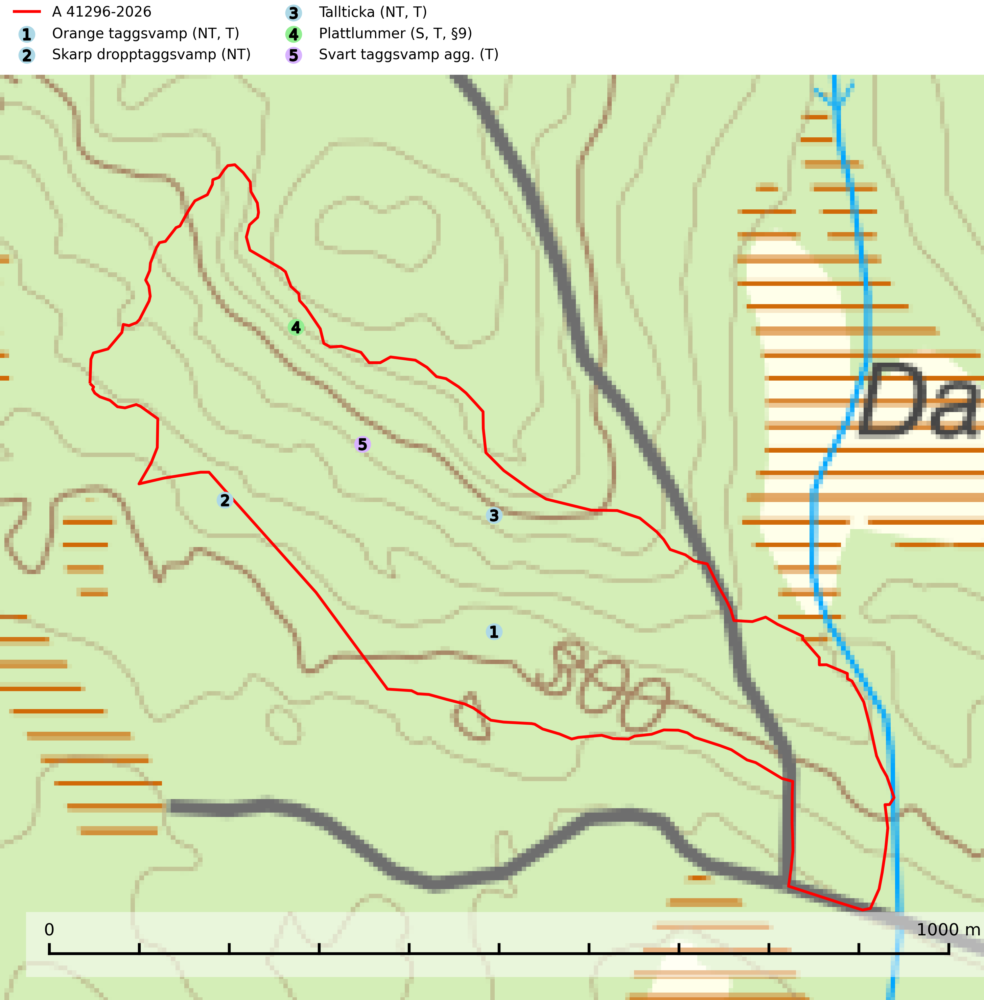 A 41296-2026
1 Orange taggsvamp (NT, T)
2 Skarp dropptaggsvamp (NT)
3 Tallticka (NT, T)
4 Plattlummer (S, T, §9)
5 Svart taggsvamp agg. (T)
4
Da
5
2
3
1
0 1000 m